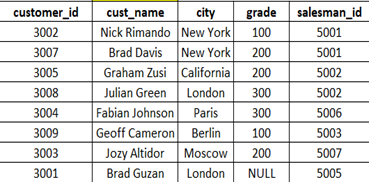 customer_id cust_name city grade salesman_id
3002 Nick Rimando New York 100 5001
3007 Brad Davis New York 200 5001
3005 Graham Zusi California 200 5002
3008 Julian Green London 300 5002
3004 Fabian Johnson Paris 300 5006
3009 Geoff Cameron Berlin 100 5003
3003 Jozy Altidor Moscow 200 5007
3001 Brad Guzan London NULL 5005